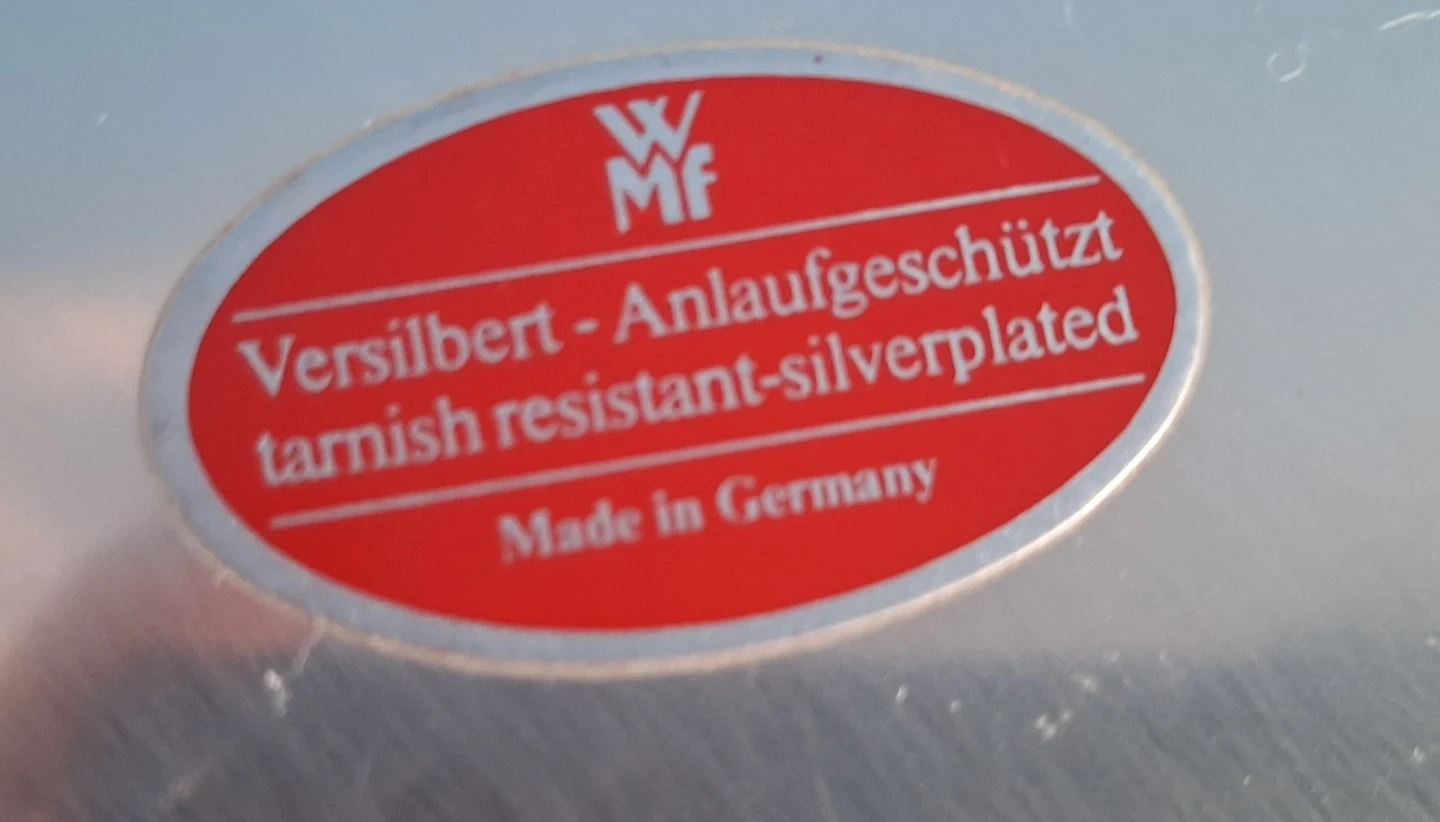 WMF
Versilbert - Anlaufgeschützt
tarnish resistant-silverplated
Made in Germany